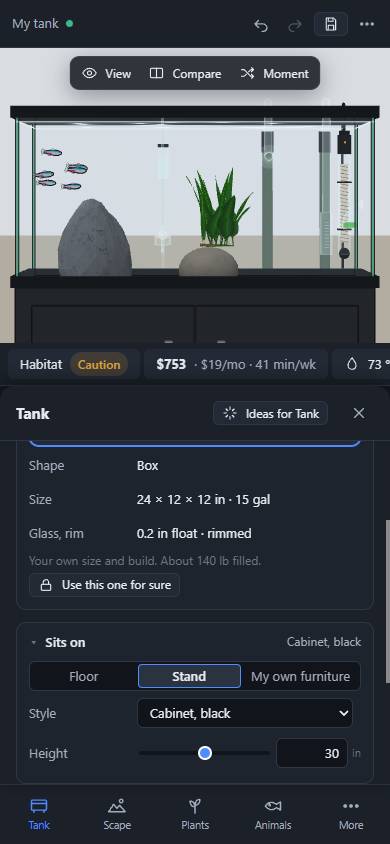 My tank
View
Compare
Moment
Habitat Caution
$753 · $19/mo · 41 min/wk
73 °
Tank
Ideas for Tank
Shape Box
Size 24 × 12 × 12 in · 15 gal
Glass, rim 0.2 in float · rimmed
Your own size and build. About 140 lb filled.
Use this one for sure
Sits on Cabinet, black
Floor Stand My own furniture
Style Cabinet, black
Height 30 in
Tank Scape Plants Animals More